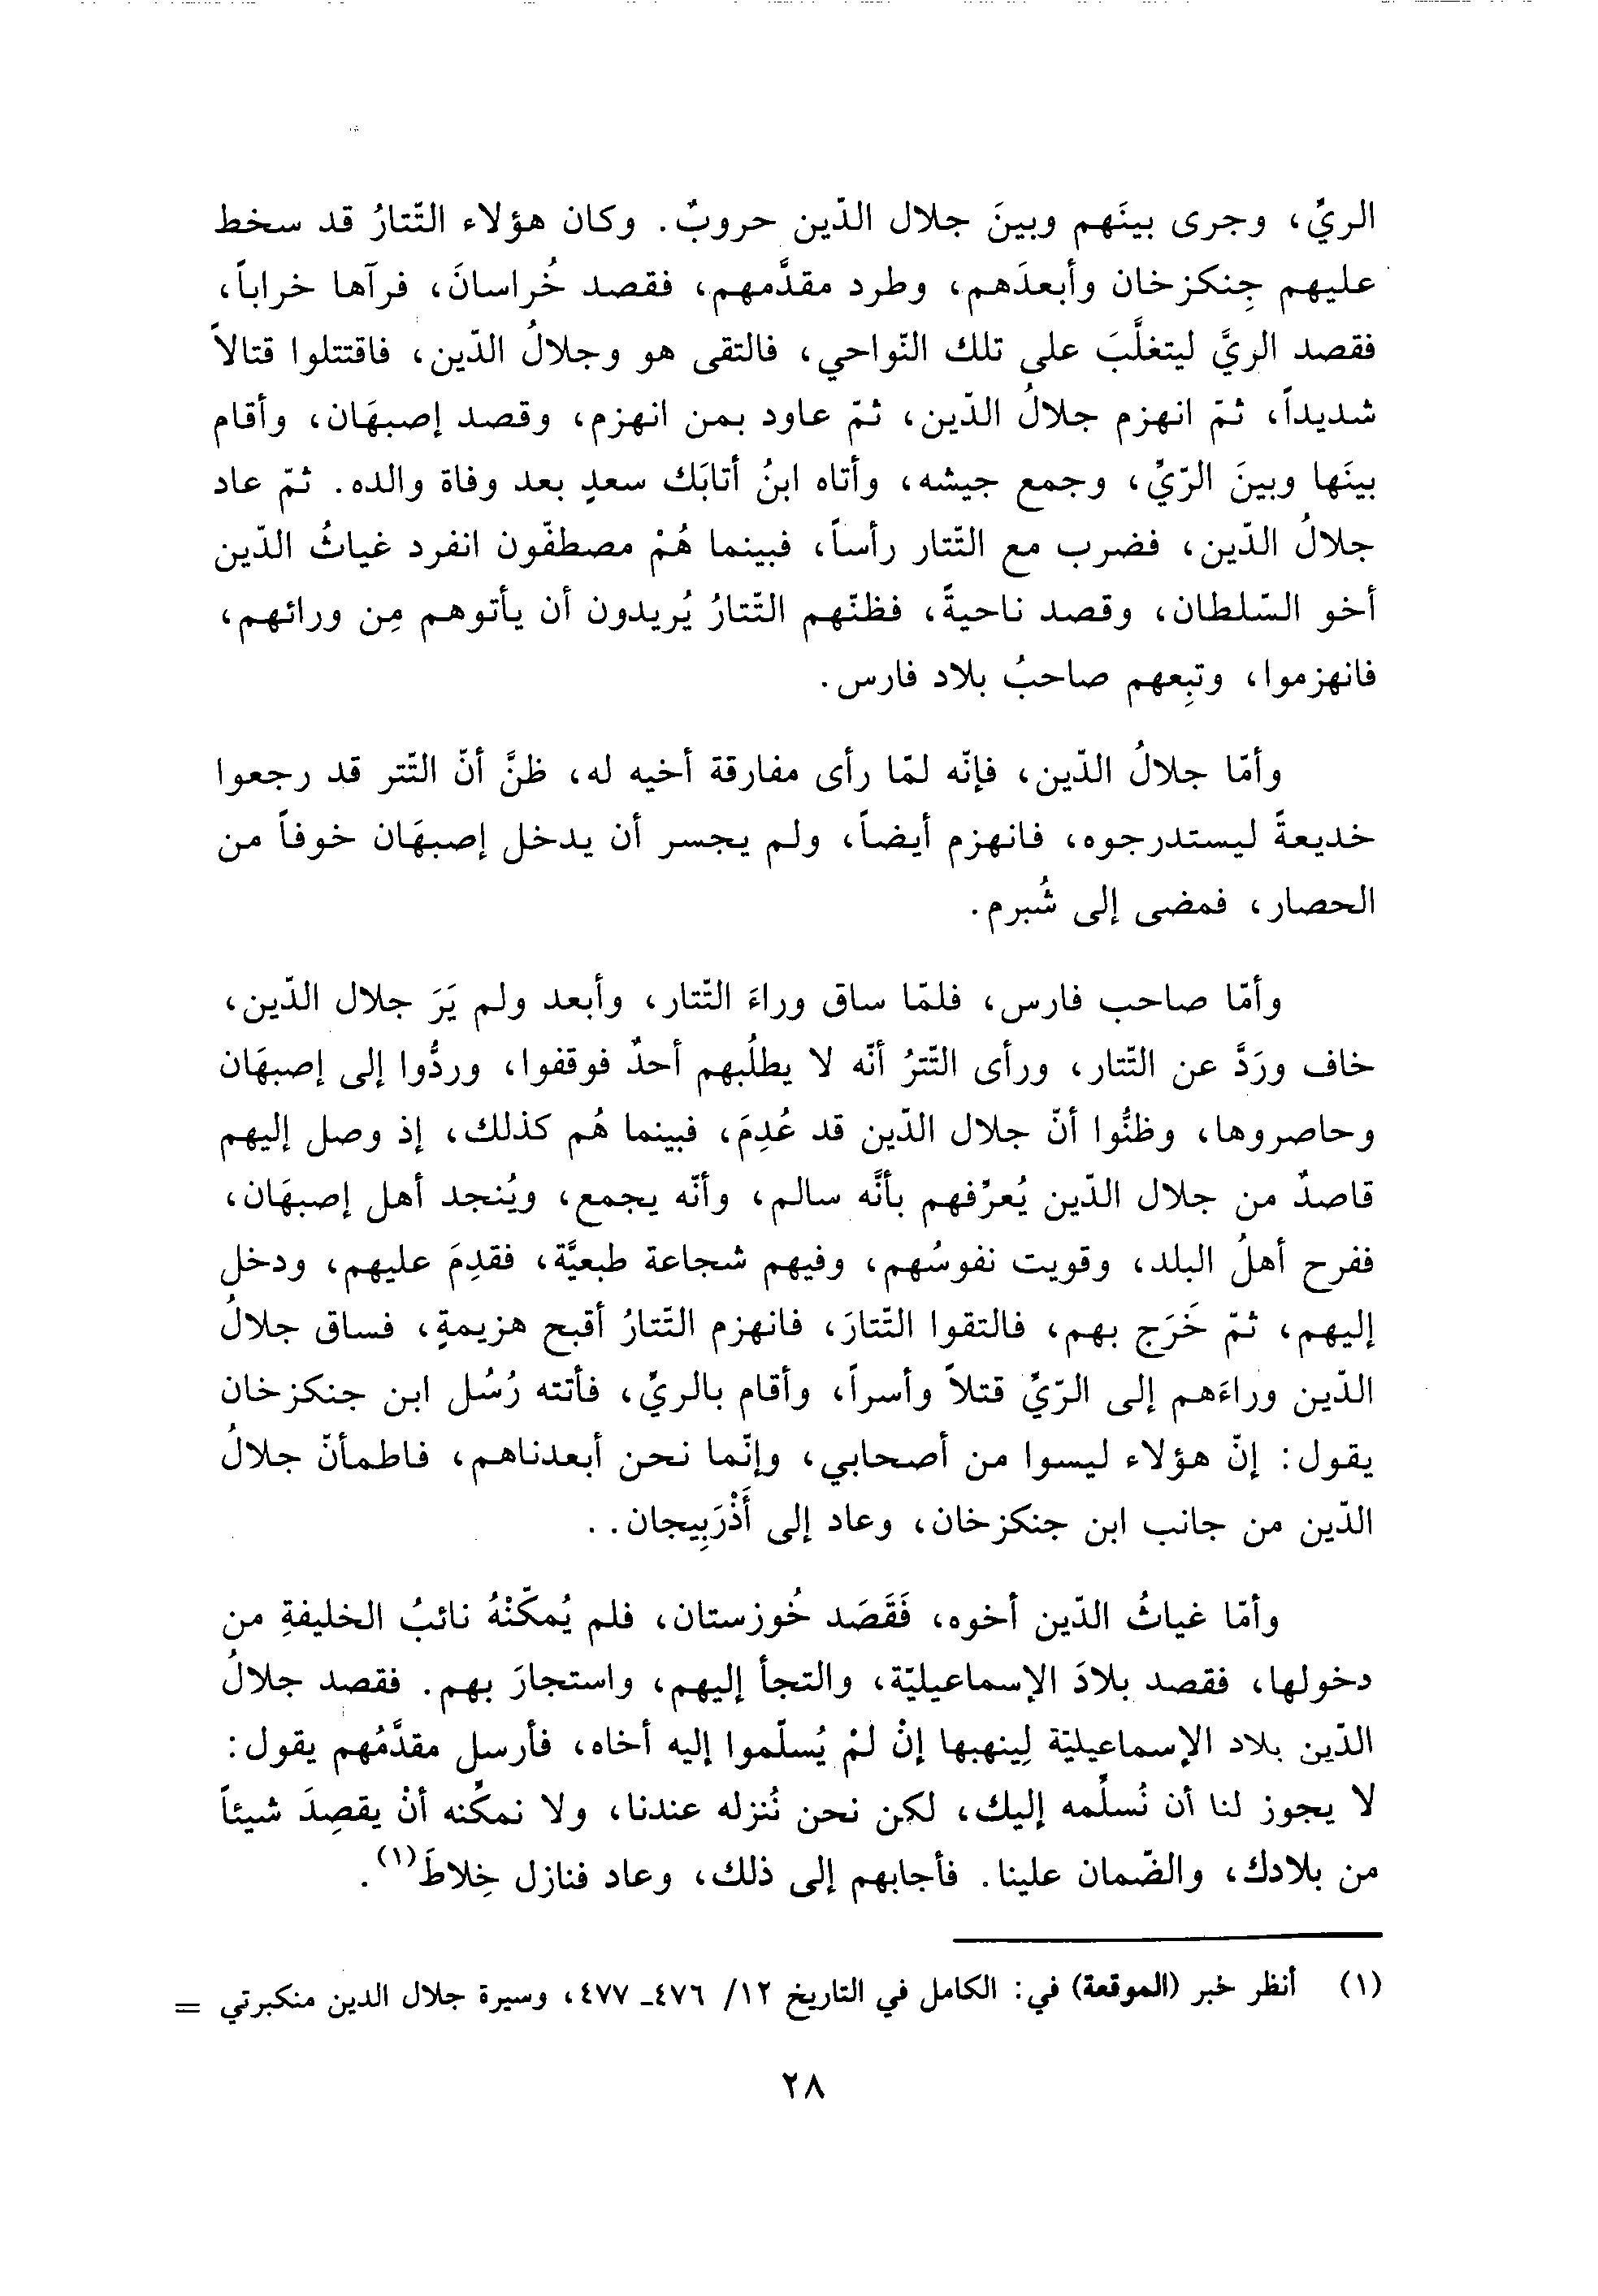 الريِّ، وجرى بينَهم وبينَ جلال الدّين حروبٌ. وكان هؤلاء التّتارُ قد سخط
عليهم جِنكزخان وأبعدَهم، وطرد مقدَّمهم، فقصد خُراسانَ، فرآها خراباً،
فقصد الريَّ ليتغلَّبَ على تلك النّواحي، فالتقى هو وجلالُ الدّين، فاقتتلوا قتالاً
شديداً، ثمّ انهزم جلالُ الدّين، ثمّ عاود بمن انهزم، وقصد إصبهَان، وأقام
بينَها وبينَ الرّيِّ، وجمع جيشه، وأتاه ابنُ أتابَك سعدٍ بعد وفاة والده. ثمّ عاد
جلالُ الدّين، فضرب مع التّتار رأساً، فبينما هُمْ مصطفّون انفرد غياثُ الدّين
أخو السّلطان، وقصد ناحيةً، فظنّهم التّتارُ يُريدون أن يأتوهم مِن ورائهم،
فانهزموا، وتبِعهم صاحبُ بلاد فارس.
وأمّا جلالُ الدّين، فإنّه لمّا رأى مفارقة أخيه له، ظنَّ أنّ التّتر قد رجعوا
خديعةً ليستدرجوه، فانهزم أيضاً، ولم يجسر أن يدخل إصبهَان خوفاً من
الحصار، فمضى إلى شُبرم.
وأمّا صاحب فارس، فلمّا ساق وراءَ التّتار، وأبعد ولم يَرَ جلال الدّين،
خاف ورَدَّ عن التّتار، ورأى التّترُ أنّه لا يطلُبهم أحدٌ فوقفوا، وردُّوا إلى إصبهَان
وحاصروها، وظنُّوا أنّ جلال الدّين قد عُدِمَ، فبينما هُم كذلك، إذ وصل إليهم
قاصدٌ من جلال الدّين يُعرِّفهم بأنَّه سالم، وأنّه يجمع، ويُنجد أهل إصبهَان،
ففرح أهلُ البلد، وقويت نفوسُهم، وفيهم شجاعة طبعيَّة، فقدِمَ عليهم، ودخل
إليهم، ثمّ خَرَج بهم، فالتقوا التّتارَ، فانهزم التّتارُ أقبح هزيمةٍ، فساق جلالُ
الدّين وراءَهم إلى الرّيِّ قتلاً وأسراً، وأقام بالريِّ، فأتته رُسُل ابن جنكزخان
يقول: إنّ هؤلاء ليسوا من أصحابي، وإنّما نحن أبعدناهم، فاطمأنّ جلالُ
الدّين من جانب ابن جنكزخان، وعاد إلى أَذْرَبِيجان. .
وأمّا غياثُ الدّين أخوه، فَقَصَد خُوزستان، فلم يُمكّنْهُ نائبُ الخليفةِ من
دخولها، فقصد بلادَ الإسماعيليّة، والتجأ إليهم، واستجارَ بهم. فقصد جلالُ
الدّين بلاد الإسماعيليّة لِينهبها إنْ لمْ يُسلّموا إليه أخاه، فأرسل مقدَّمُهم يقول:
لا يجوز لنا أن نُسلِّمه إليك، لكن نحن نُنزله عندنا، ولا نمكِّنه أنْ يقصِدَ شيئاً
من بلادك، والضّمان علينا. فأجابهم إلى ذلك، وعاد فنازل خِلاطَ(١).
(١) أنظر خبر (الموقعة) في: الكامل في التاريخ ١٢/ ٤٧٦ـ ٤٧٧، وسيرة جلال الدين منكبرتي =
٢٨